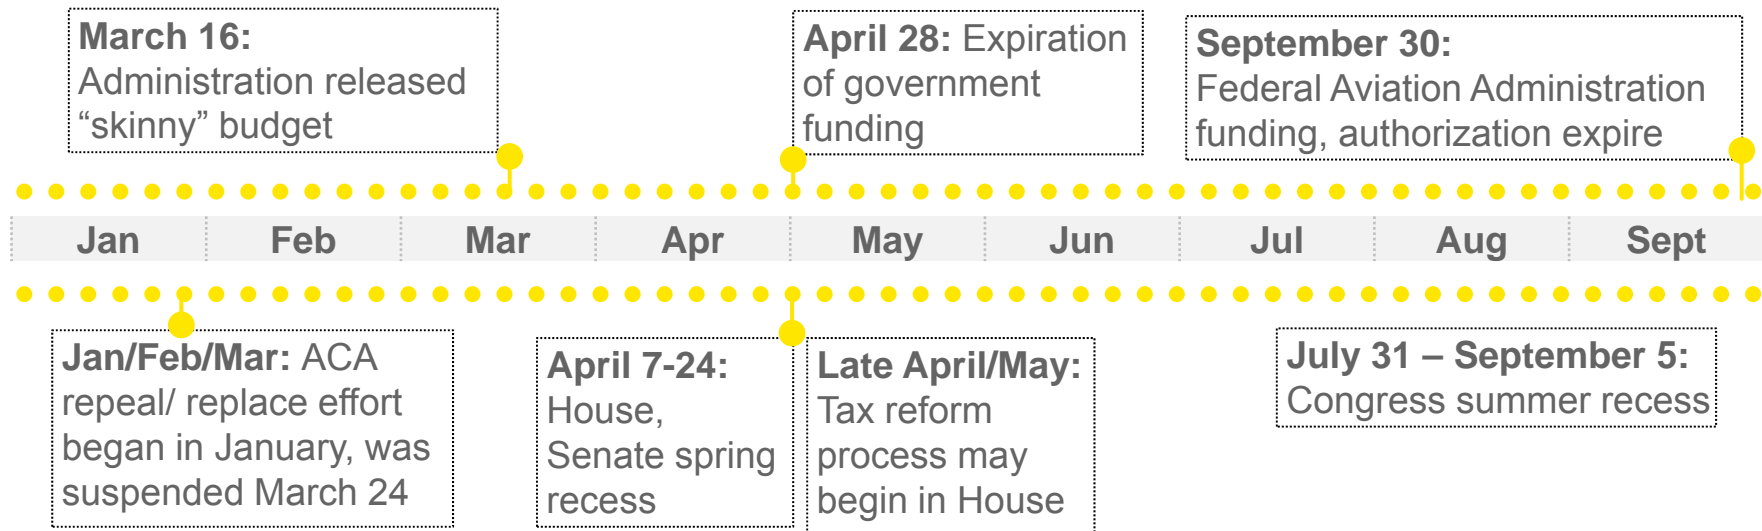 March 16:
Administration released
“skinny” budget
April 28: Expiration
of government
funding
September 30:
Federal Aviation Administration
funding, authorization expire
Jan Feb Mar Apr May Jun Jul Aug Sept
Jan/Feb/Mar: ACA
repeal/ replace effort
began in January, was
suspended March 24
April 7-24:
House,
Senate spring
recess
Late April/May:
Tax reform
process may
begin in House
July 31 – September 5:
Congress summer recess